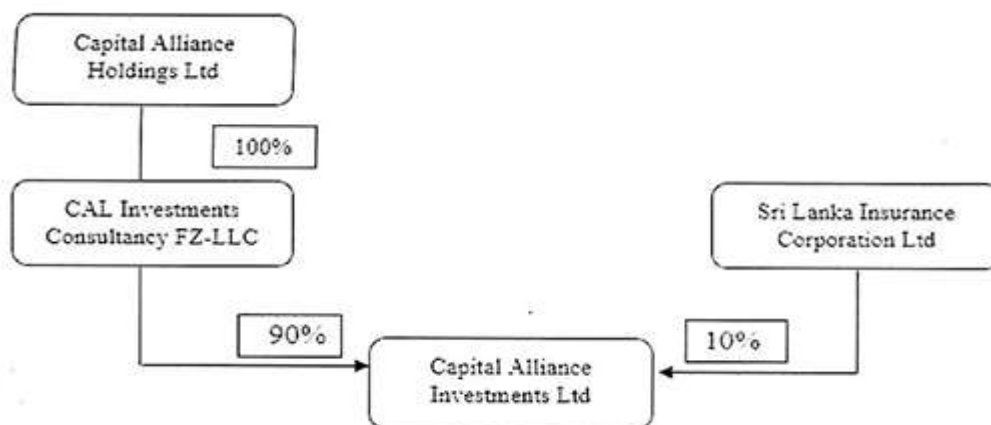 Capital Alliance
Holdings Ltd
100%
CAL Investments
Consultancy FZ-LLC
Sri Lanka Insurance
Corporation Ltd
90%
10%
Capital Alliance
Investments Ltd